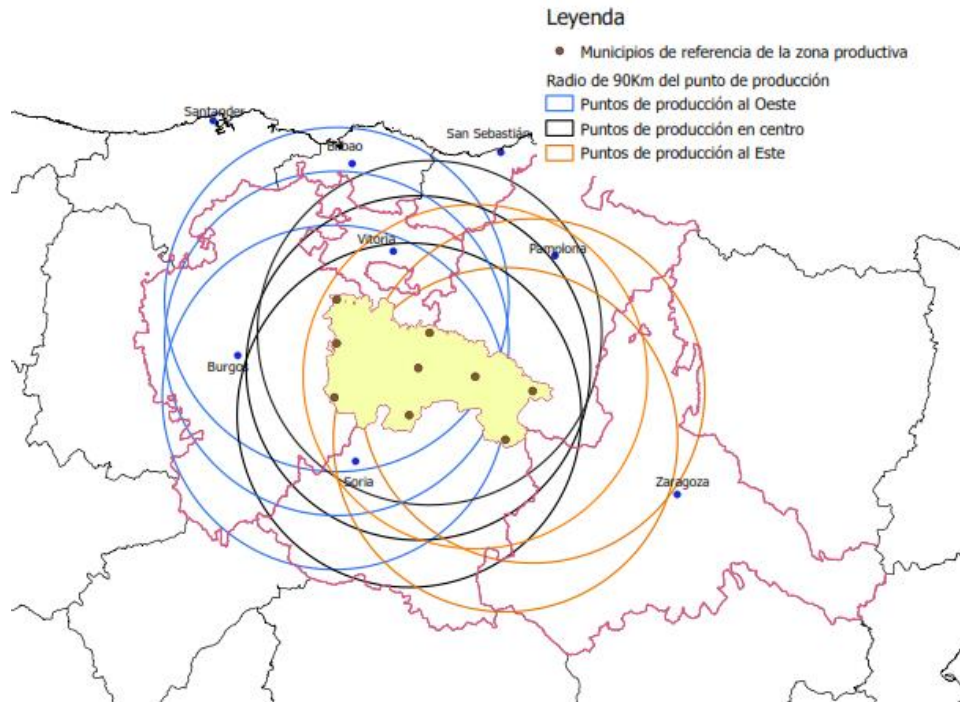 Leyenda
Municipios de referencia de la zona productiva
Radio de 90Km del punto de producción
Puntos de producción al Oeste
Puntos de producción en centro
Puntos de producción al Este
Santander
San Sebastián
Bilbao
Vitoria
Pamplona
Burgos
Soria
Zaragoza